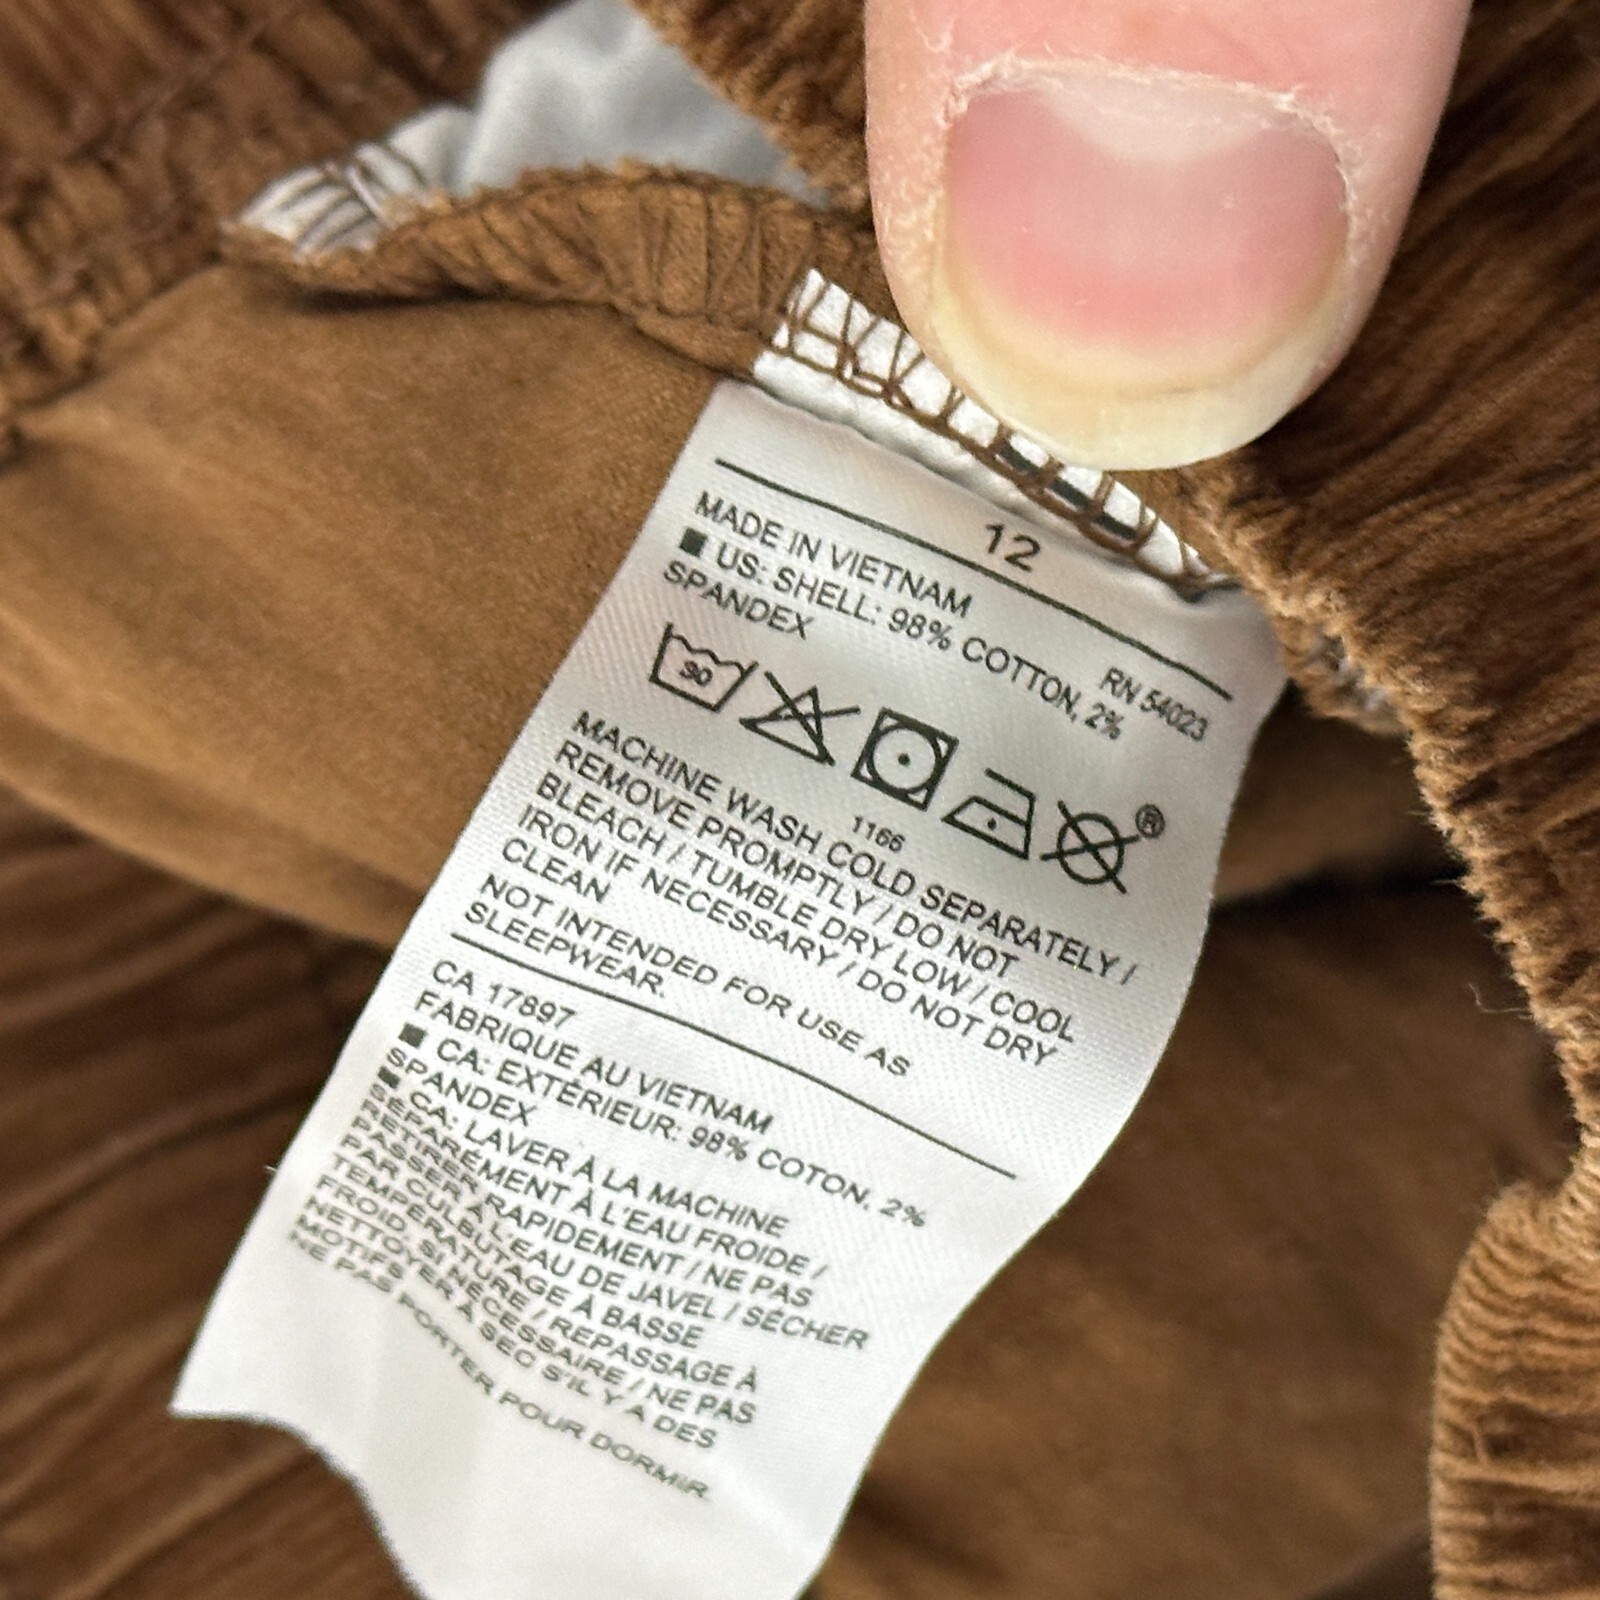 12
MADE IN VIETNAM
RN 54023
■ US: SHELL: 98% COTTON, 2%
SPANDEX
30
®
1166
MACHINE WASH COLD SEPARATELY /
REMOVE PROMPTLY / DO NOT
BLEACH / TUMBLE DRY LOW / COOL
IRON IF NECESSARY / DO NOT DRY
CLEAN
NOT INTENDED FOR USE AS
SLEEPWEAR.
CA 17897
FABRIQUE AU VIETNAM
■ CA: EXTÉRIEUR: 98% COTON, 2%
SPANDEX
■ CA: LAVER À LA MACHINE
SÉPARÉMENT À L'EAU FROIDE /
RETIRER RAPIDEMENT / NE PAS
PASSER À L'EAU DE JAVEL / SÉCHER
PAR CULBUTAGE À BASSE
TEMPÉRATURE / REPASSAGE À
FROID SI NÉCESSAIRE / NE PAS
NETTOYER À SEC S'IL Y A DES
MOTIFS
NE PAS PORTER POUR DORMIR.